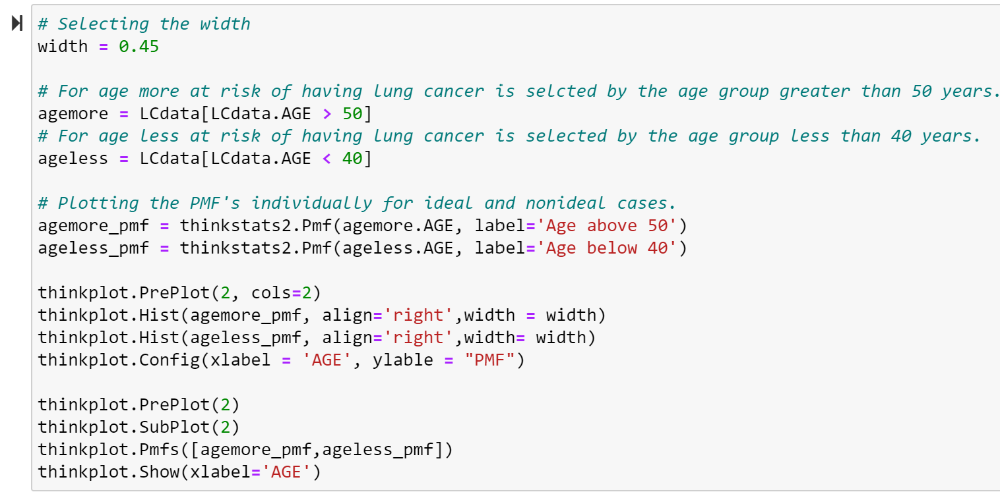 # Selecting the width
width = 0.45
# For age more at risk of having lung cancer is selcted by the age group greater than 50 years.
agemore = LCdata[LCdata.AGE > 50]
# For age less at risk of having lung cancer is selected by the age group less than 40 years.
ageless = LCdata[LCdata.AGE < 40]
# Plotting the PMF's individually for ideal and nonideal cases.
agemore_pmf = thinkstats2.Pmf(agemore.AGE, label='Age above 50')
ageless_pmf = thinkstats2.Pmf(ageless.AGE, label='Age below 40')
thinkplot.PrePlot(2, cols=2)
thinkplot.Hist(agemore_pmf, align='right',width = width)
thinkplot.Hist(ageless_pmf, align='right',width= width)
thinkplot.Config(xlabel = 'AGE', ylable = "PMF")
thinkplot.PrePlot(2)
thinkplot.SubPlot(2)
thinkplot.Pmfs([agemore_pmf,ageless_pmf])
thinkplot.Show(xlabel='AGE')